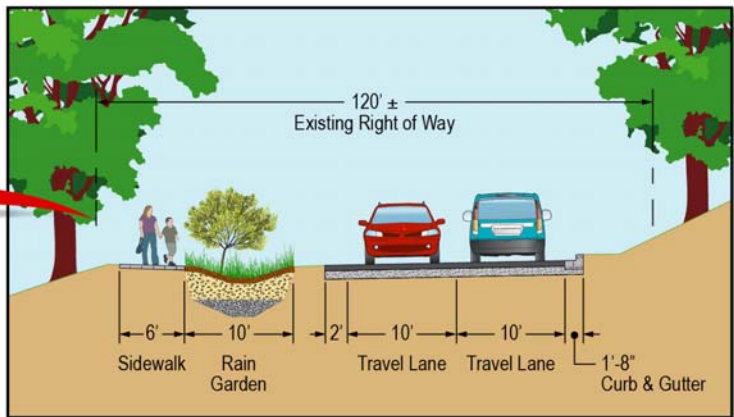 120' ±
Existing Right of Way
6'
10'
2'
10'
10'
Sidewalk
Rain
Garden
Travel Lane
Travel Lane
1'-8"
Curb & Gutter